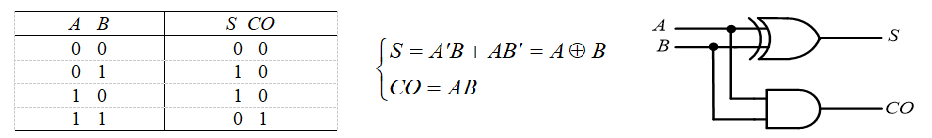 A B S CO
0 0 0 0
0 1 1 0
1 0 1 0
1 1 0 1
S = A'B + AB' = A ⊕ B
CO = AB
A
B
S
CO